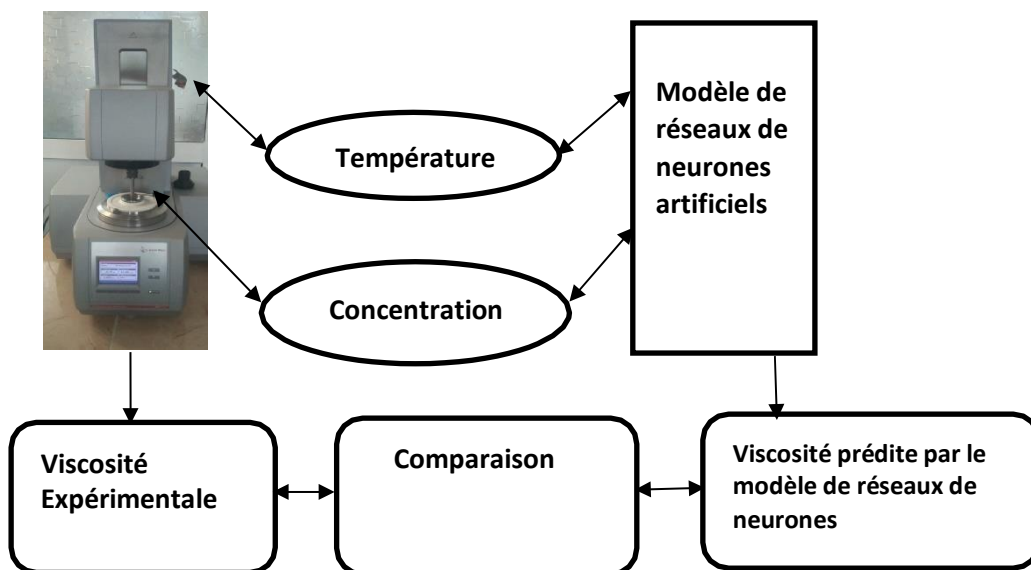 Température
Modèle de
réseaux de
neurones
artificiels
Concentration
Viscosité
Expérimentale
Comparaison
Viscosité prédite par le
modèle de réseaux de
neurones